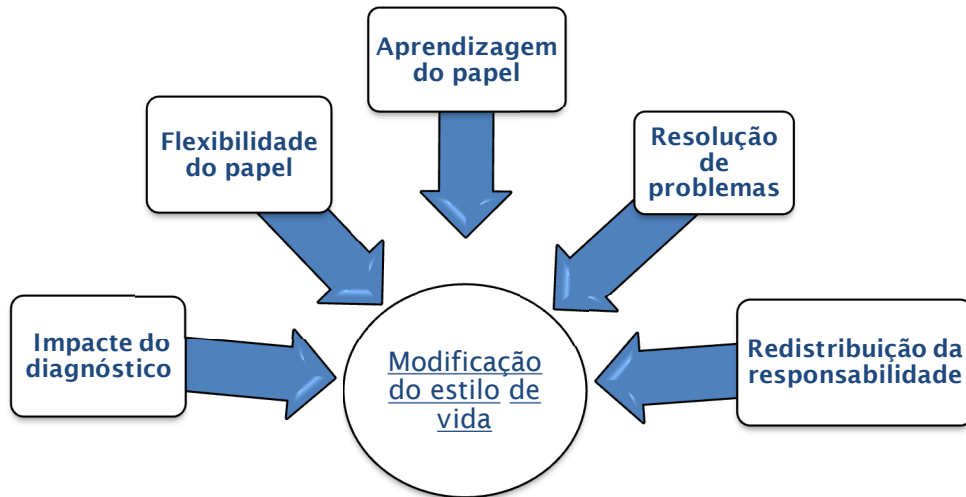 Aprendizagem
do papel
Flexibilidade
do papel
Resolução
de
problemas
Impacte do
diagnóstico
Modificação
do estilo de
vida
Redistribuição da
responsabilidade